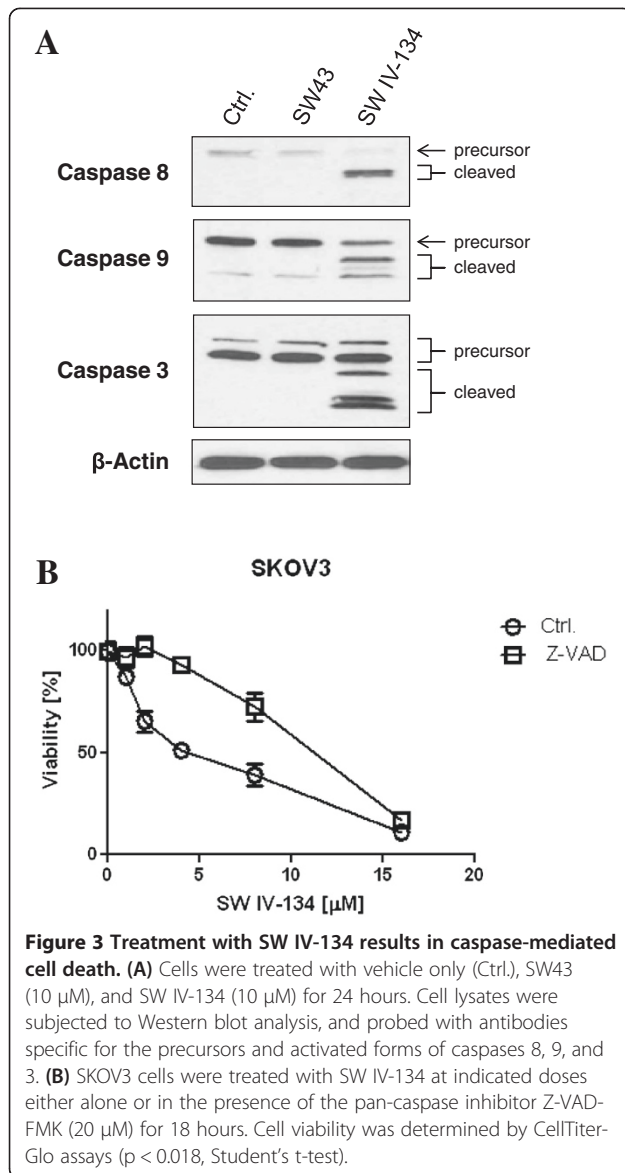 A
Ctrl.
SW43
SW IV-134
Caspase 8
precursor
cleaved
Caspase 9
precursor
cleaved
Caspase 3
precursor
cleaved
β-Actin
B
SKOV3
Ctrl.
Z-VAD
Viability [%]
100
50
0
0 5 10 15 20
SW IV-134 [µM]
Figure 3 Treatment with SW IV-134 results in caspase-mediated
cell death. (A) Cells were treated with vehicle only (Ctrl.), SW43
(10 μM), and SW IV-134 (10 μM) for 24 hours. Cell lysates were
subjected to Western blot analysis, and probed with antibodies
specific for the precursors and activated forms of caspases 8, 9, and
3. (B) SKOV3 cells were treated with SW IV-134 at indicated doses
either alone or in the presence of the pan-caspase inhibitor Z-VAD-
FMK (20 μM) for 18 hours. Cell viability was determined by CellTiter-
Glo assays (p < 0.018, Student's t-test).